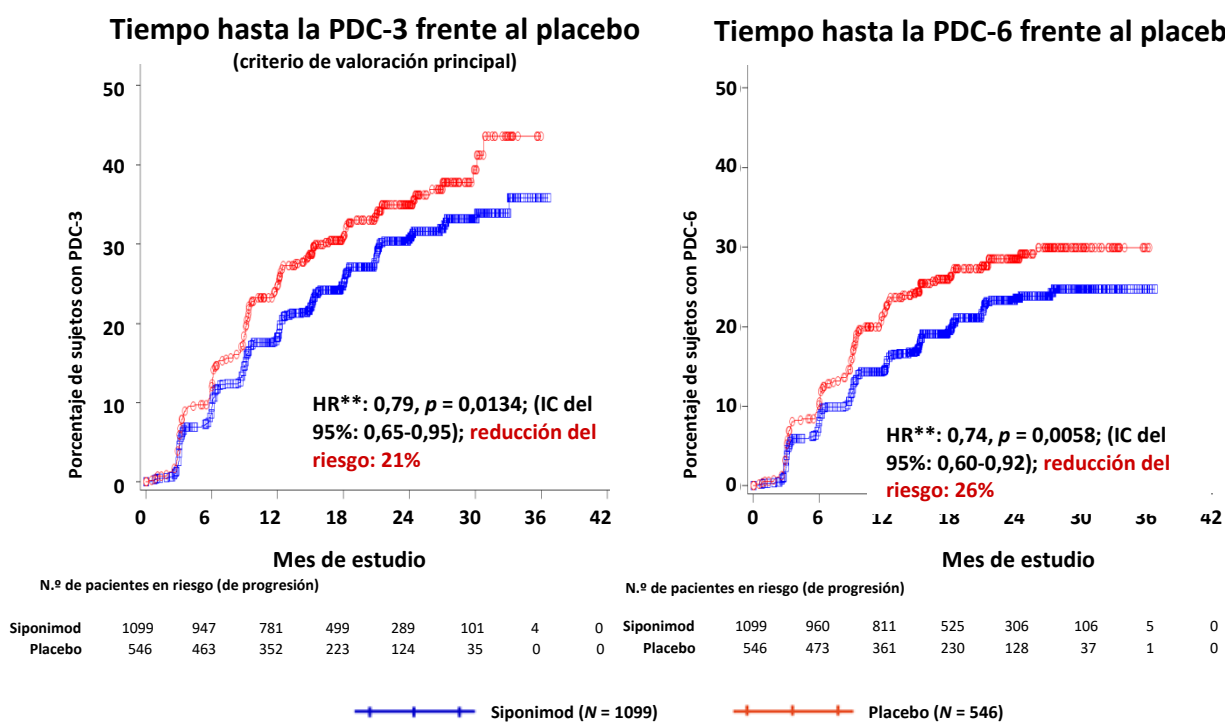 Tiempo hasta la PDC-3 frente al placebo
(criterio de valoración principal)
Porcentaje de sujetos con PDC-3
50
40
30
20
10
0
0 6 12 18 24 30 36 42
Mes de estudio
HR**: 0,79, p = 0,0134; (IC del
95%: 0,65-0,95); reducción del
riesgo: 21%
N.º de pacientes en riesgo (de progresión)
Siponimod 1099 947 781 499 289 101 4 0
Placebo 546 463 352 223 124 35 0 0
Tiempo hasta la PDC-6 frente al placeb
Porcentaje de sujetos con PDC-6
50
40
30
20
10
0
0 6 12 18 24 30 36 42
Mes de estudio
HR**: 0,74, p = 0,0058; (IC del
95%: 0,60-0,92); reducción del
riesgo: 26%
N.º de pacientes en riesgo (de progresión)
Siponimod 1099 960 811 525 306 106 5 0
Placebo 546 473 361 230 128 37 1 0
Siponimod (N = 1099)
Placebo (N = 546)